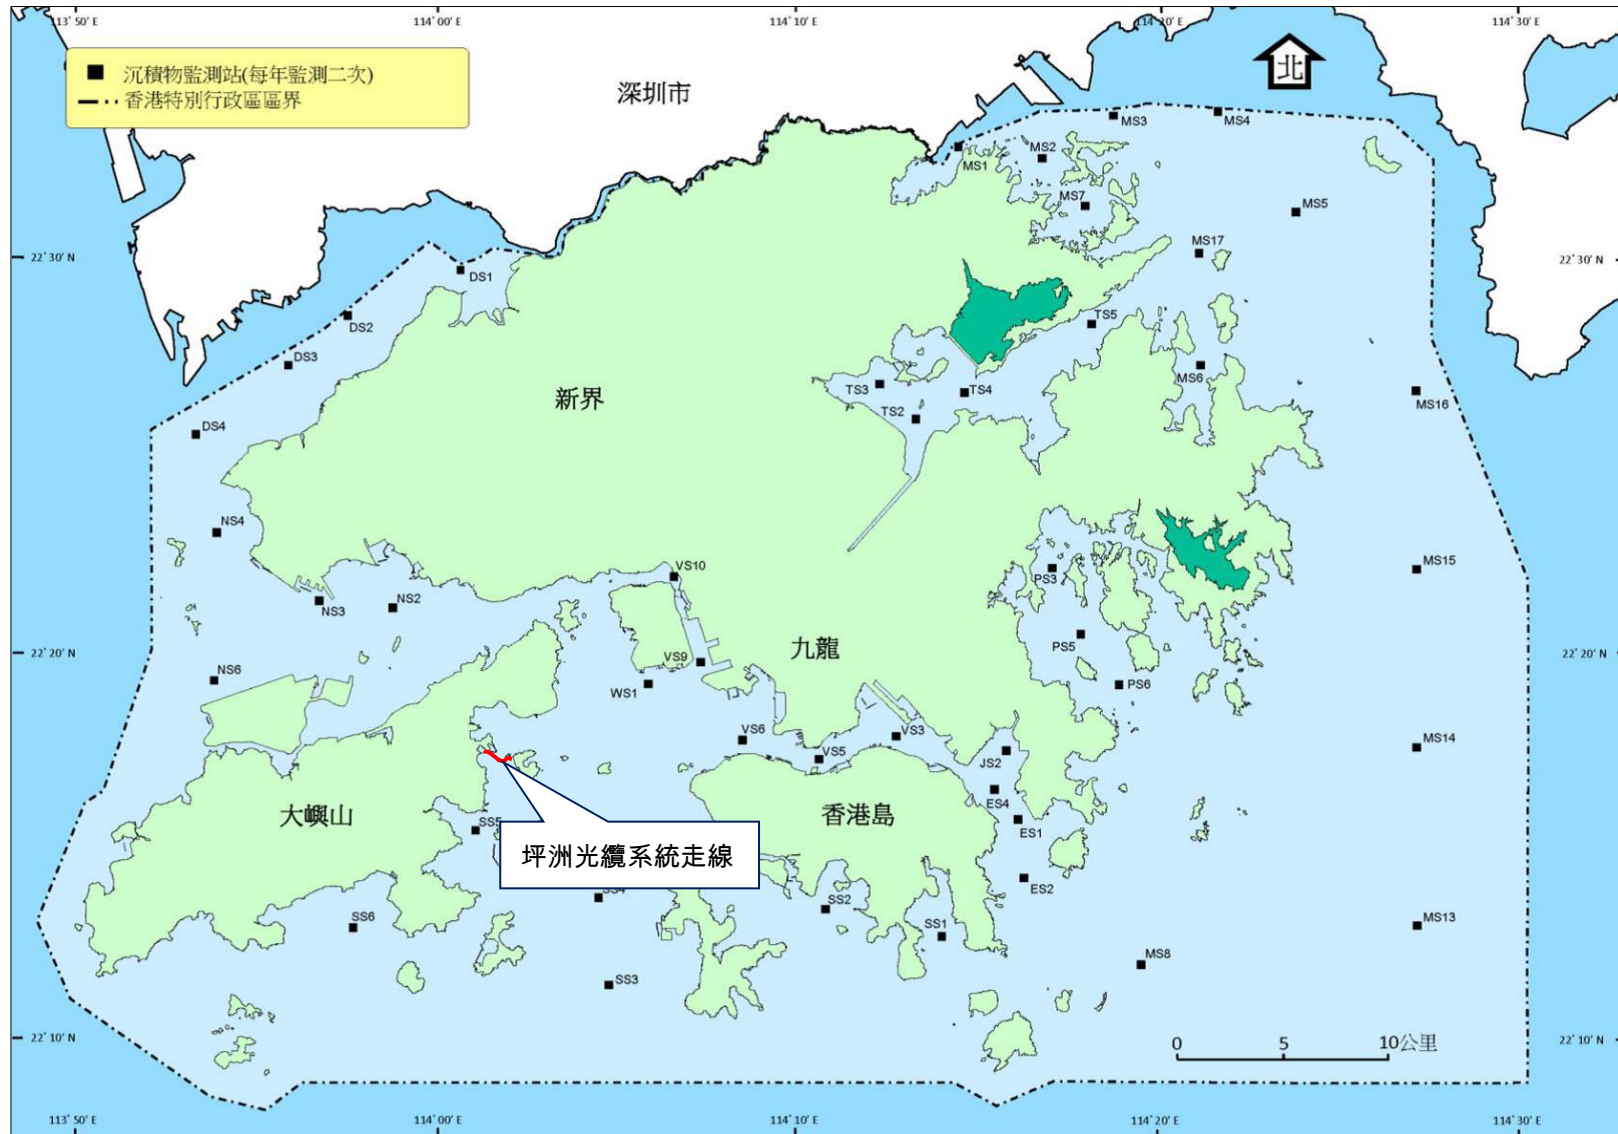 113° 50' E
114° 00' E
114° 10' E
114° 20' E
114° 30' E
沉積物監測站(每年監測二次)
香港特別行政區區界
深圳市
北
MS3
MS4
MS1
MS2
MS7
MS5
MS17
22° 30' N
22° 30' N
DS1
DS2
TS5
DS3
MS6
TS3
TS4
MS16
新界
TS2
DS4
NS4
VS10
PS3
MS15
NS3
NS2
PS5
九龍
22° 20' N
22° 20' N
VS9
NS6
WS1
PS6
VS6
VS3
VS5
JS2
MS14
大嶼山
香港島
ES4
SS5
ES1
坪洲光纜系統走線
ES2
SS4
SS2
SS6
SS1
MS13
MS8
SS3
22° 10' N
0
5
10公里
22° 10' N
113° 50' E
114° 00' E
114° 10' E
114° 20' E
114° 30' E